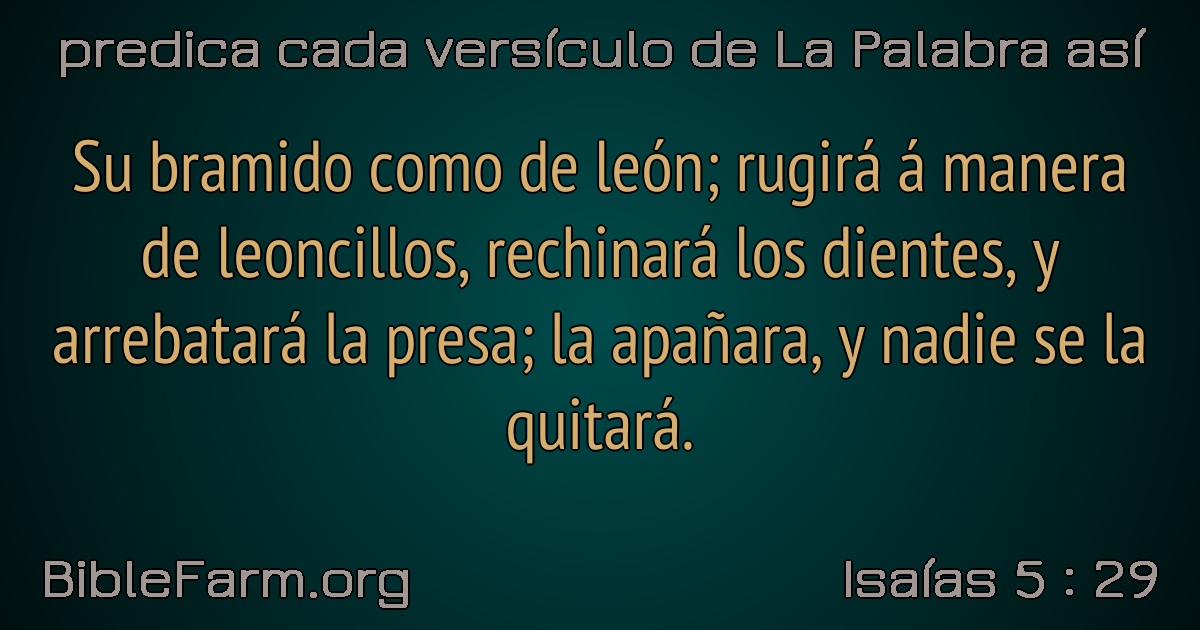 predica cada versículo de La Palabra así
Su bramido como de león; rugirá á manera
de leoncillos, rechinará los dientes, y
arrebatará la presa; la apañara, y nadie se la
quitará.
BibleFarm.org
Isaías 5 : 29